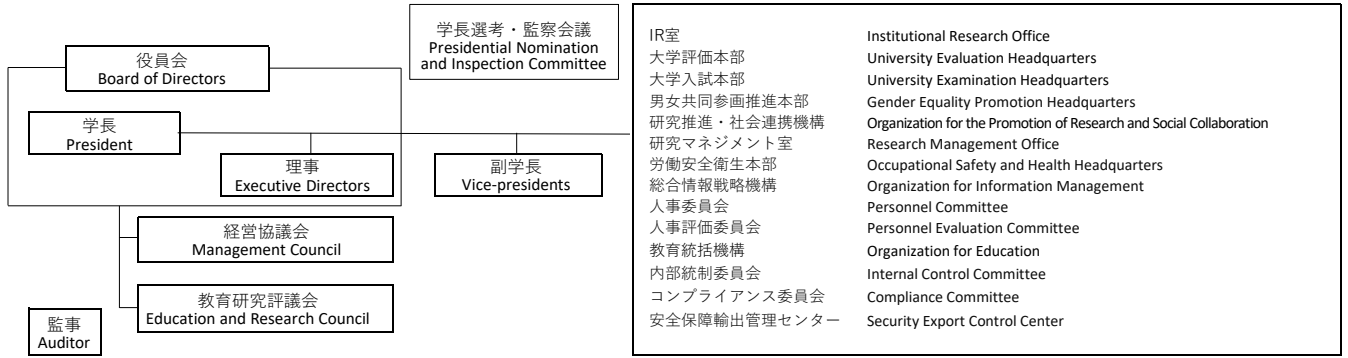 学長選考・監察会議
Presidential Nomination
and Inspection Committee
役員会
Board of Directors
学長
President
理事
Executive Directors
副学長
Vice-presidents
経営協議会
Management Council
教育研究評議会
Education and Research Council
監事
Auditor
IR室 Institutional Research Office
大学評価本部 University Evaluation Headquarters
大学入試本部 University Examination Headquarters
男女共同参画推進本部 Gender Equality Promotion Headquarters
研究推進・社会連携機構 Organization for the Promotion of Research and Social Collaboration
研究マネジメント室 Research Management Office
労働安全衛生本部 Occupational Safety and Health Headquarters
総合情報戦略機構 Organization for Information Management
人事委員会 Personnel Committee
人事評価委員会 Personnel Evaluation Committee
教育統括機構 Organization for Education
内部統制委員会 Internal Control Committee
コンプライアンス委員会 Compliance Committee
安全保障輸出管理センター Security Export Control Center